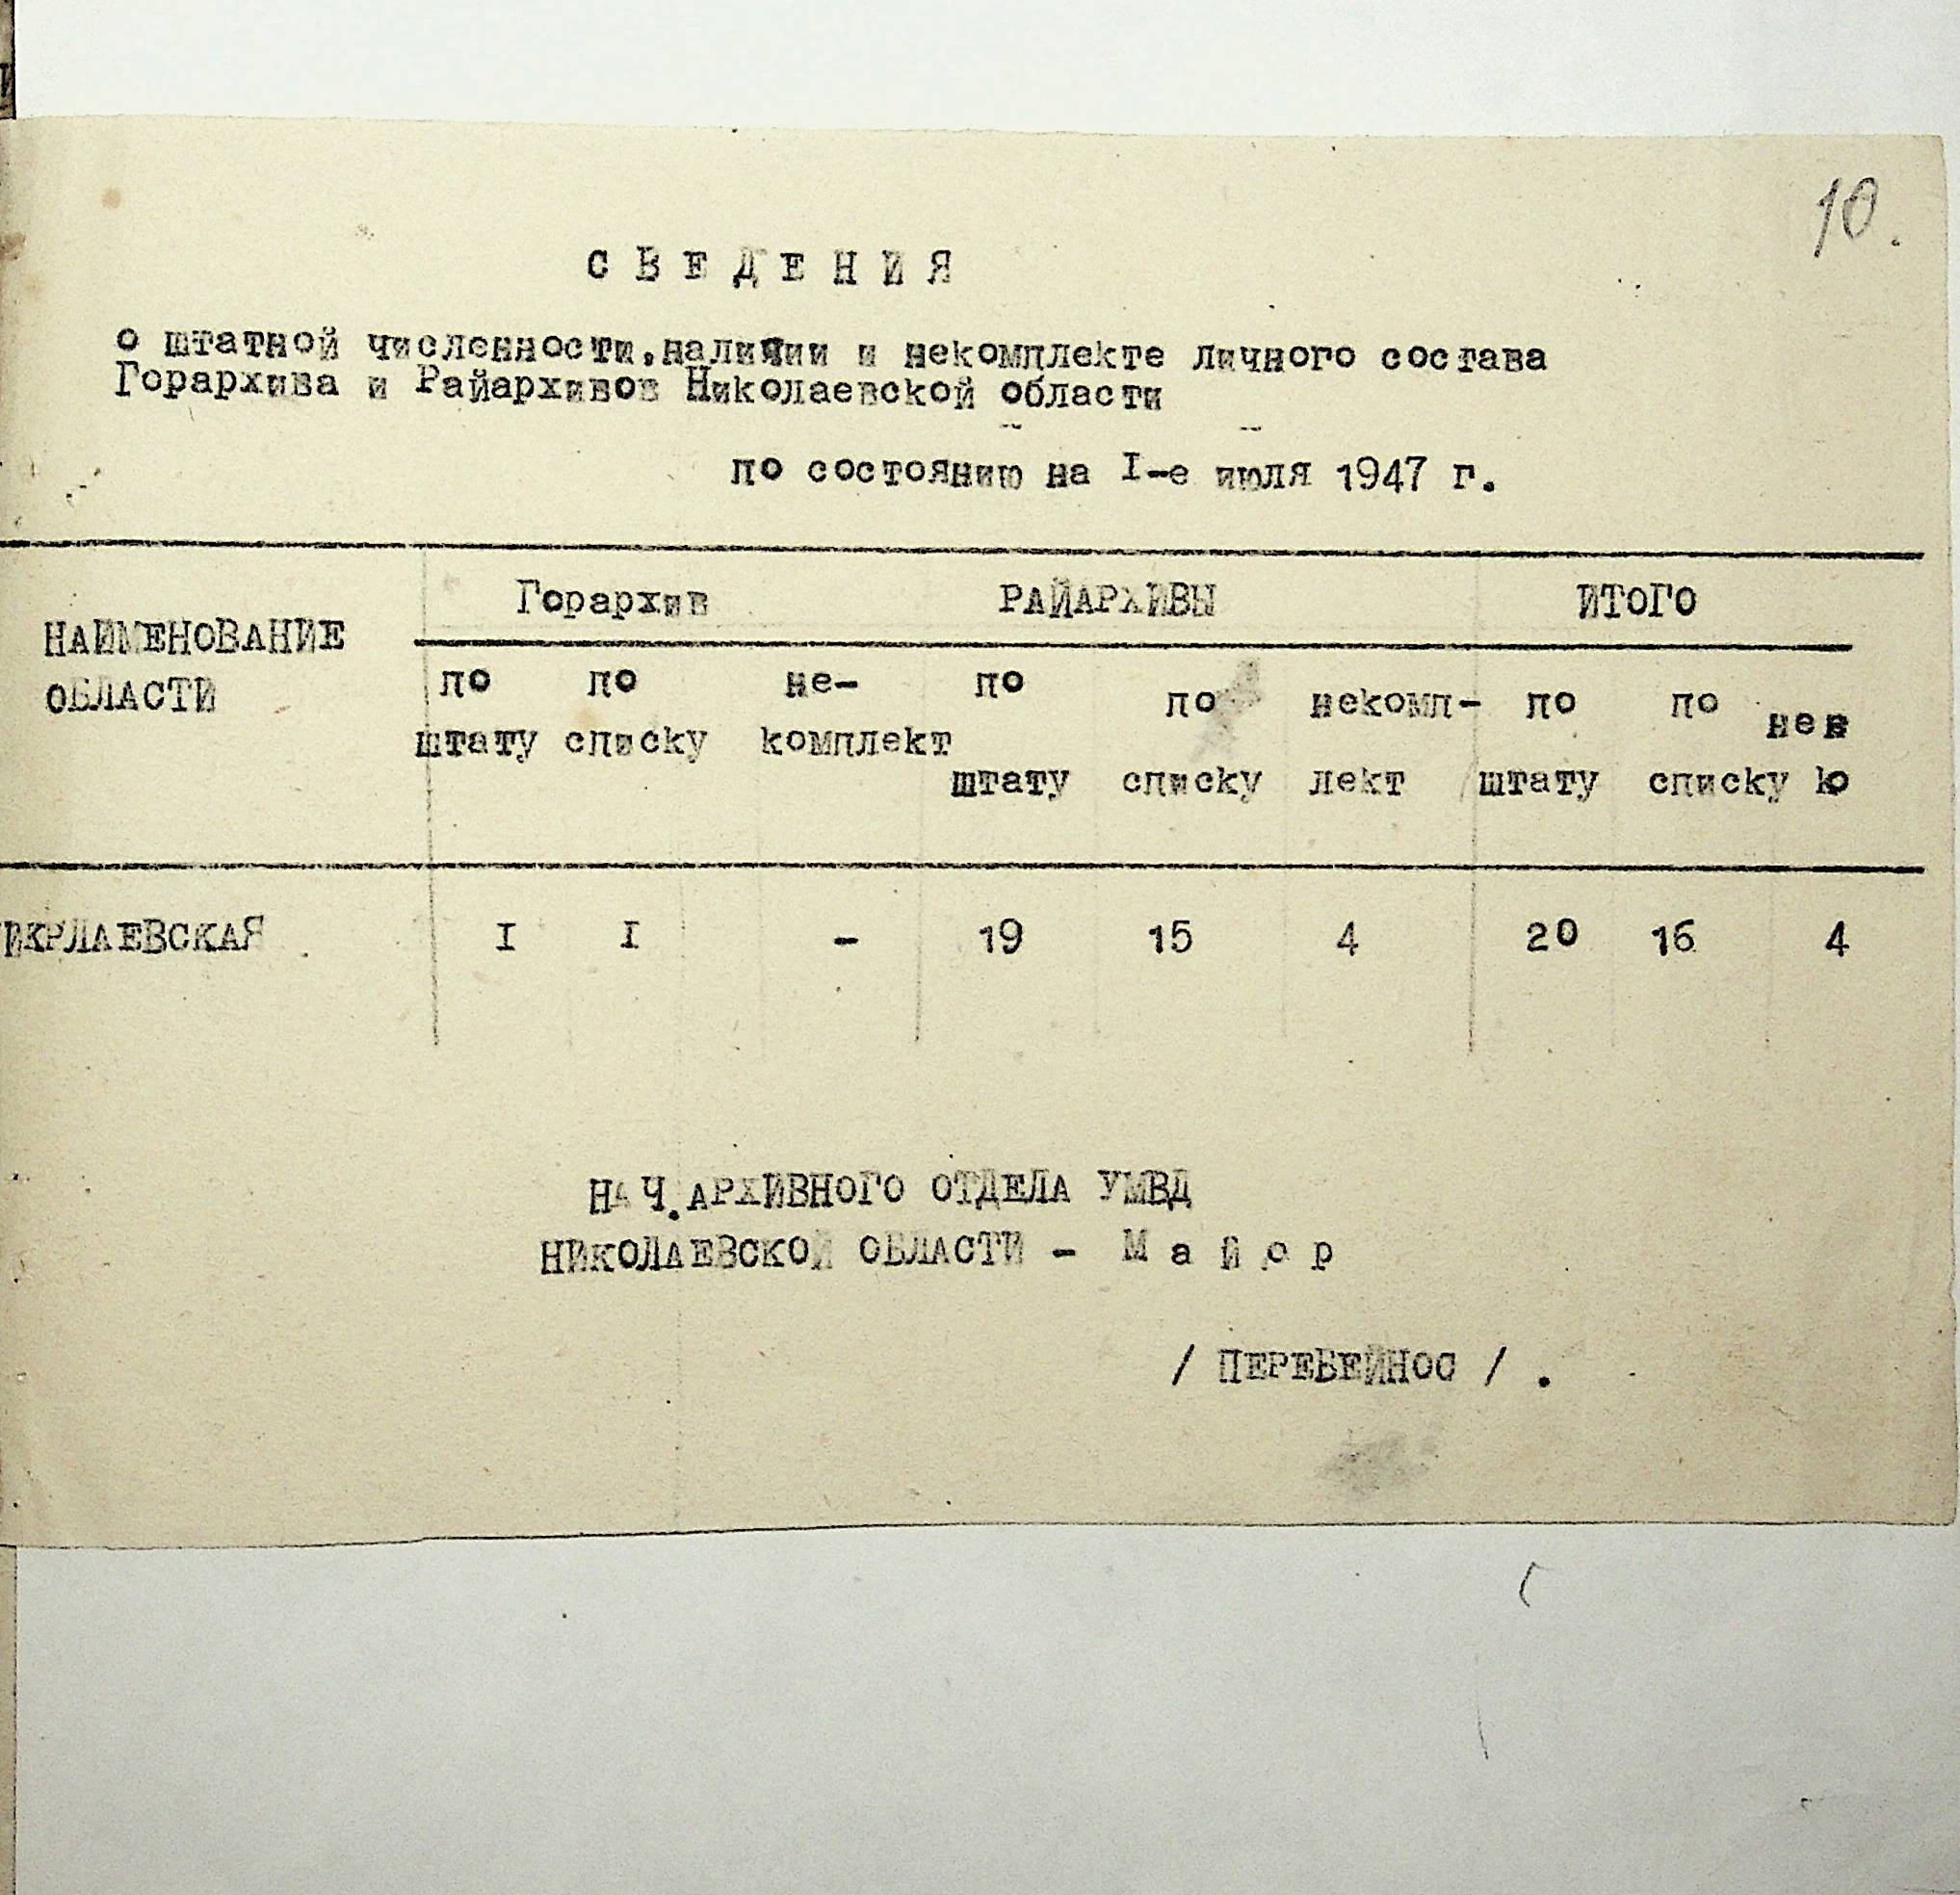 10.
СВЕДЕНИЯ
о штатной численности,наличии и некомплекте личного состава
Горархива и Райархивов Николаевской области
по состоянию на I-е июля 1947 г.
НАИМЕНОВАНИЕ ОБЛАСТИ
Горархив РАЙАРХИВЫ ИТОГО
по штату по списку не-комплект по штату по списку некомп-лект по штату по списку
ИКРЛАЕВСКАЯ I I - 19 15 4 20 16 4
НАЧ.АРХИВНОГО ОТДЕЛА УМВД
НИКОЛАЕВСКОЙ ОБЛАСТИ - Майор
/ ПЕРЕБЕЙНОС / .